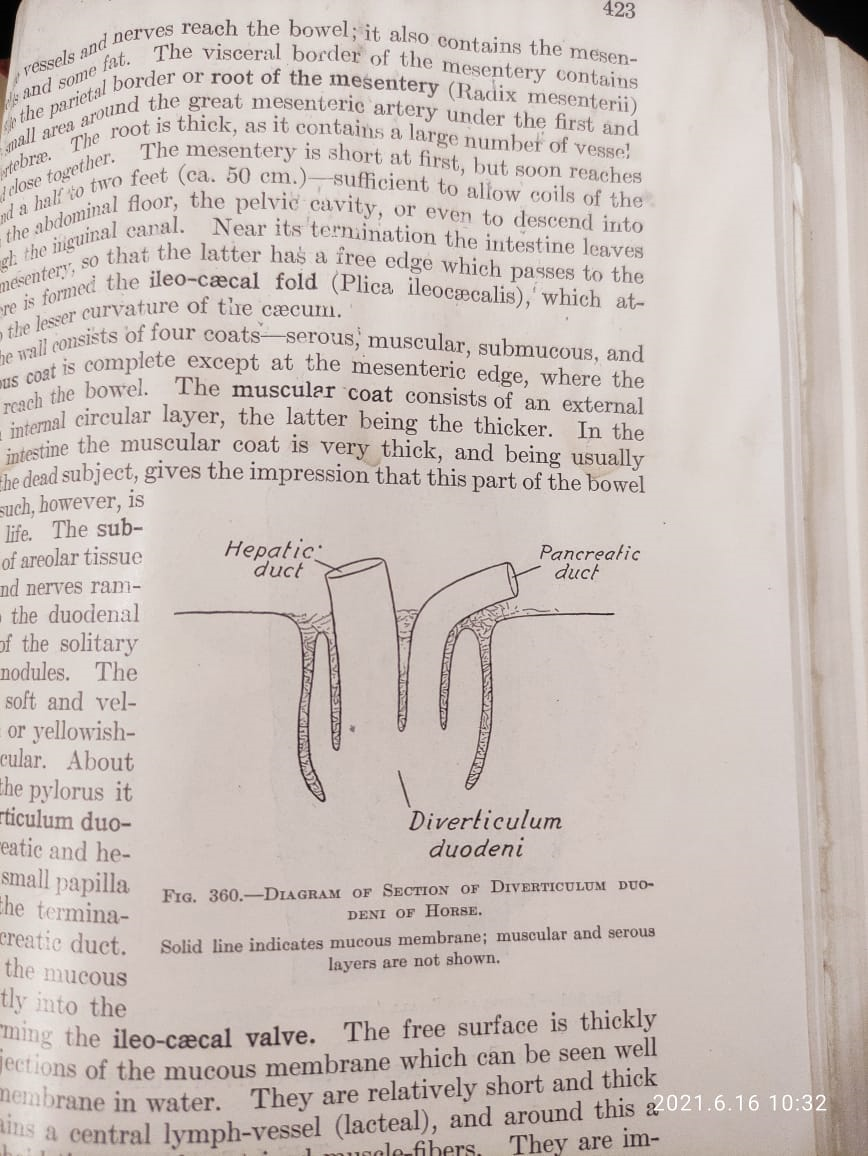 423
vessels and nerves reach the bowel; it also contains the mesen-
and some fat. The visceral border of the mesentery contains
the parietal border or root of the mesentery (Radix mesenterii)
small area around the great mesenteric artery under the first and
The root is thick, as it contains a large number of vessel
close together. The mesentery is short at first, but soon reaches
a half to two feet (ca. 50 cm.)—sufficient to allow coils of the
the abdominal floor, the pelvic cavity, or even to descend into
the inguinal canal. Near its termination the intestine leaves
mesentery, so that the latter has a free edge which passes to the
re is formed the ileo-cæcal fold (Plica ileocæcalis), which at-
the lesser curvature of the cæcum.
he wall consists of four coats—serous, muscular, submucous, and
us coat is complete except at the mesenteric edge, where the
reach the bowel. The muscular coat consists of an external
internal circular layer, the latter being the thicker. In the
intestine the muscular coat is very thick, and being usually
the dead subject, gives the impression that this part of the bowel
such, however, is
life. The sub-
of areolar tissue
nd nerves ram-
the duodenal
of the solitary
nodules. The
soft and vel-
or yellowish-
cular. About
the pylorus it
rticulum duo-
eatic and he-
small papilla
the termina-
creatic duct.
the mucous
tly into the
Hepatic
duct
Pancreatic
duct
Diverticulum
duodeni
Fig. 360.—Diagram of Section of Diverticulum duo-
deni of Horse.
Solid line indicates mucous membrane; muscular and serous
layers are not shown.
ming the ileo-cæcal valve. The free surface is thickly
jections of the mucous membrane which can be seen well
membrane in water. They are relatively short and thick
ains a central lymph-vessel (lacteal), and around this a
muscle-fibers. They are im-
2021.6.16 10:32